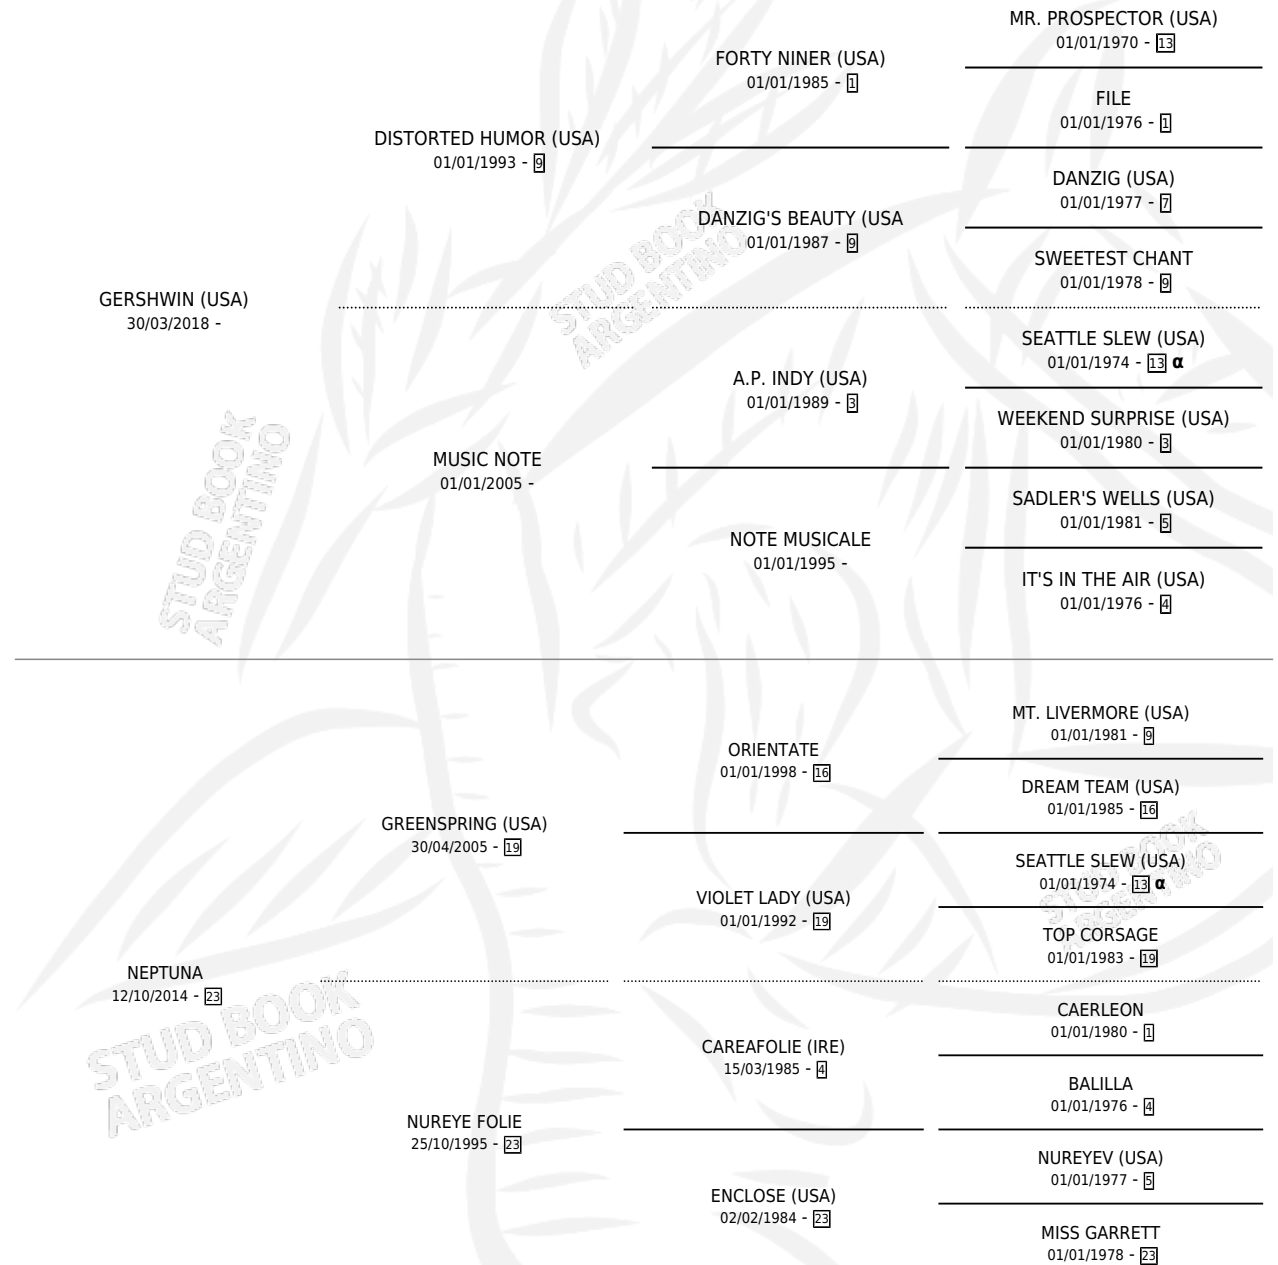 MR. PROSPECTOR (USA)
01/01/1970 - 13
FORTY NINER (USA)
01/01/1985 - 1
FILE
01/01/1976 - 1
DISTORTED HUMOR (USA)
01/01/1993 - 9
DANZIG (USA)
01/01/1977 - 7
DANZIG'S BEAUTY (USA
01/01/1987 - 9
SWEETEST CHANT
01/01/1978 - 9
STUD BOOK
ARGENTINO
GERSHWIN (USA)
30/03/2018 -
SEATTLE SLEW (USA)
01/01/1974 - 13 α
A.P. INDY (USA)
01/01/1989 - 3
WEEKEND SURPRISE (USA)
01/01/1980 - 3
MUSIC NOTE
01/01/2005 -
SADLER'S WELLS (USA)
01/01/1981 - 5
NOTE MUSICALE
01/01/1995 -
IT'S IN THE AIR (USA)
01/01/1976 - 4
STUD BOOK
ARGENTINO
MT. LIVERMORE (USA)
01/01/1981 - 9
ORIENTATE
01/01/1998 - 16
DREAM TEAM (USA)
01/01/1985 - 16
GREENSPRING (USA)
30/04/2005 - 19
SEATTLE SLEW (USA)
01/01/1974 - 13 α
VIOLET LADY (USA)
01/01/1992 - 19
TOP CORSAGE
01/01/1983 - 19
STUD BOOK
ARGENTINO
NEPTUNA
12/10/2014 - 23
CAERLEON
01/01/1980 - 1
CAREAFOLIE (IRE)
15/03/1985 - 4
BALILLA
01/01/1976 - 4
STUD BOOK
ARGENTINO
NUREYE FOLIE
25/10/1995 - 23
NUREYEV (USA)
01/01/1977 - 5
ENCLOSE (USA)
02/02/1984 - 23
MISS GARRETT
01/01/1978 - 23